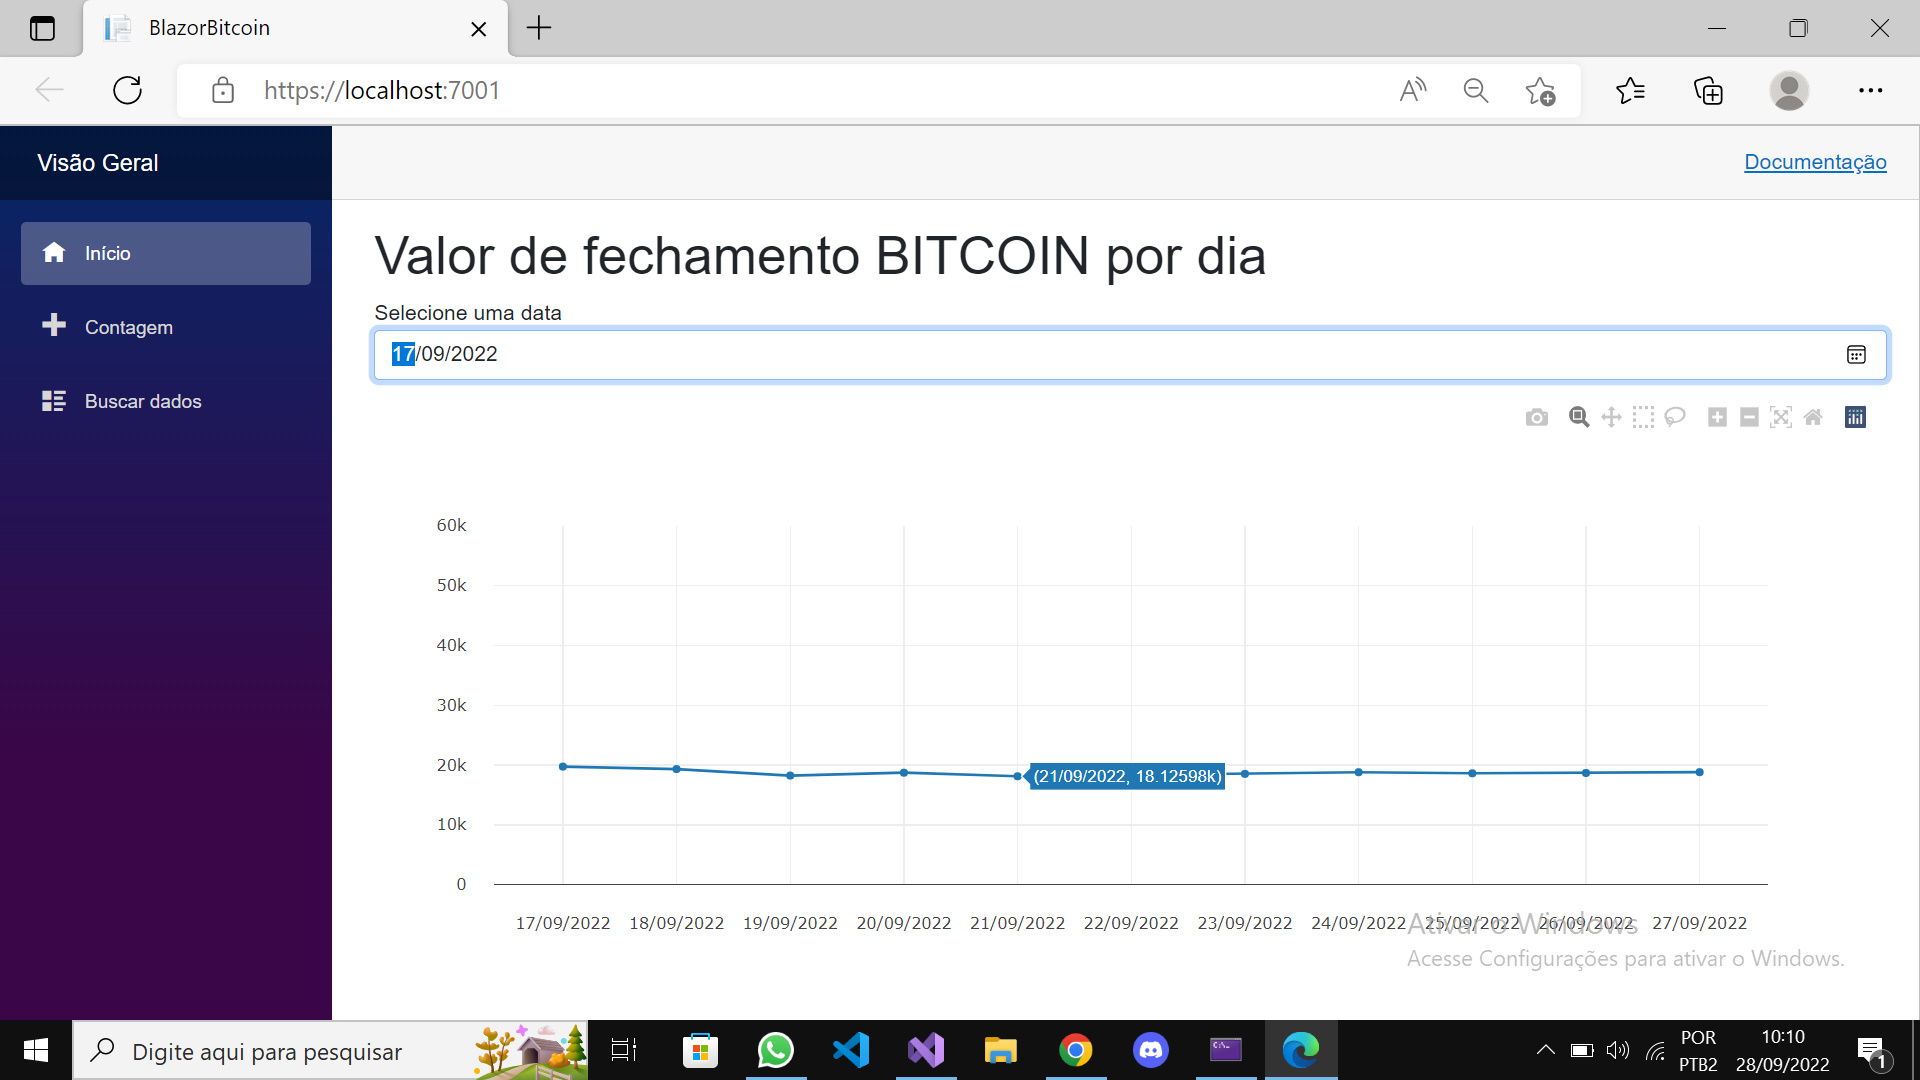 BlazorBitcoin
https://localhost:7001
Visão Geral
Documentação
Início
Contagem
Buscar dados
Valor de fechamento BITCOIN por dia
Selecione uma data
17/09/2022
60k
50k
40k
30k
20k
10k
0
(21/09/2022, 18.12598k)
17/09/2022 18/09/2022 19/09/2022 20/09/2022 21/09/2022 22/09/2022 23/09/2022 24/09/2022 25/09/2022 26/09/2022 27/09/2022
Ativar o Windows
Acesse Configurações para ativar o Windows.
Digite aqui para pesquisar
POR
PTB2
10:10
28/09/2022
1